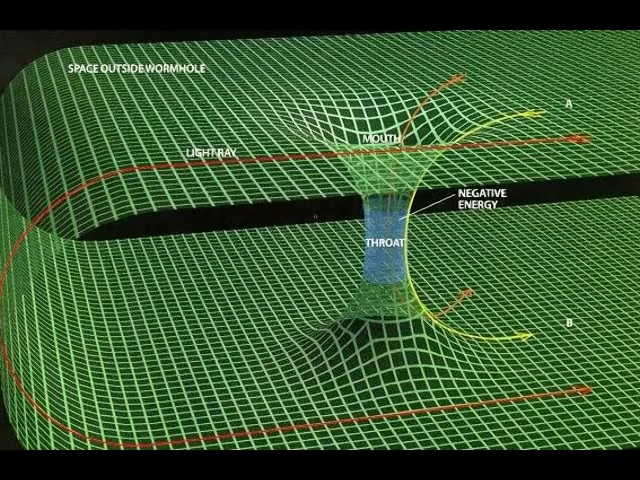 SPACE OUTSIDE WORMHOLE
A
MOUTH
LIGHT RAY
NEGATIVE
ENERGY
THROAT
B